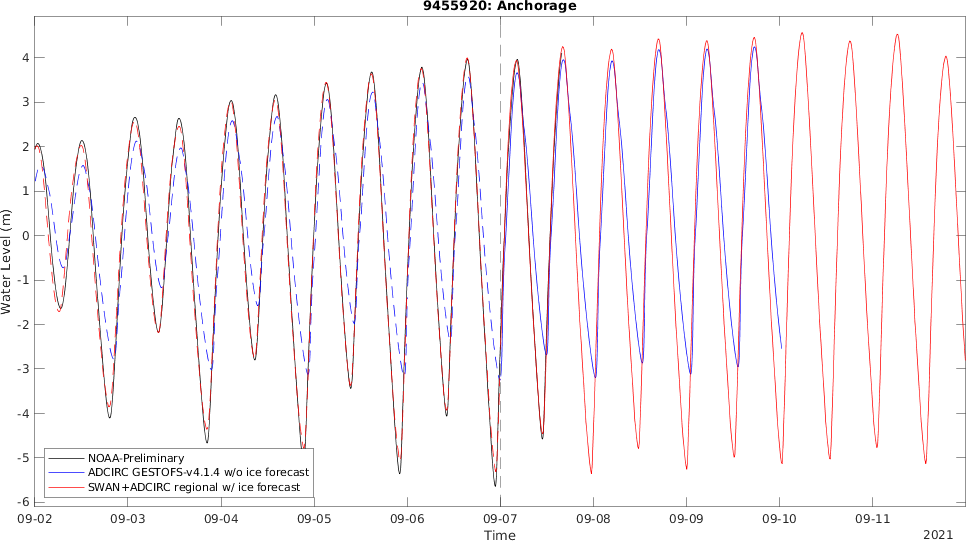 9455920: Anchorage
Water Level (m)
4
3
2
1
0
-1
-2
-3
-4
-5
-6
NOAA-Preliminary
ADCIRC GESTOFS-v4.1.4 w/o ice forecast
SWAN+ADCIRC regional w/ ice forecast
09-02 09-03 09-04 09-05 09-06 09-07 09-08 09-09 09-10 09-11
Time
2021